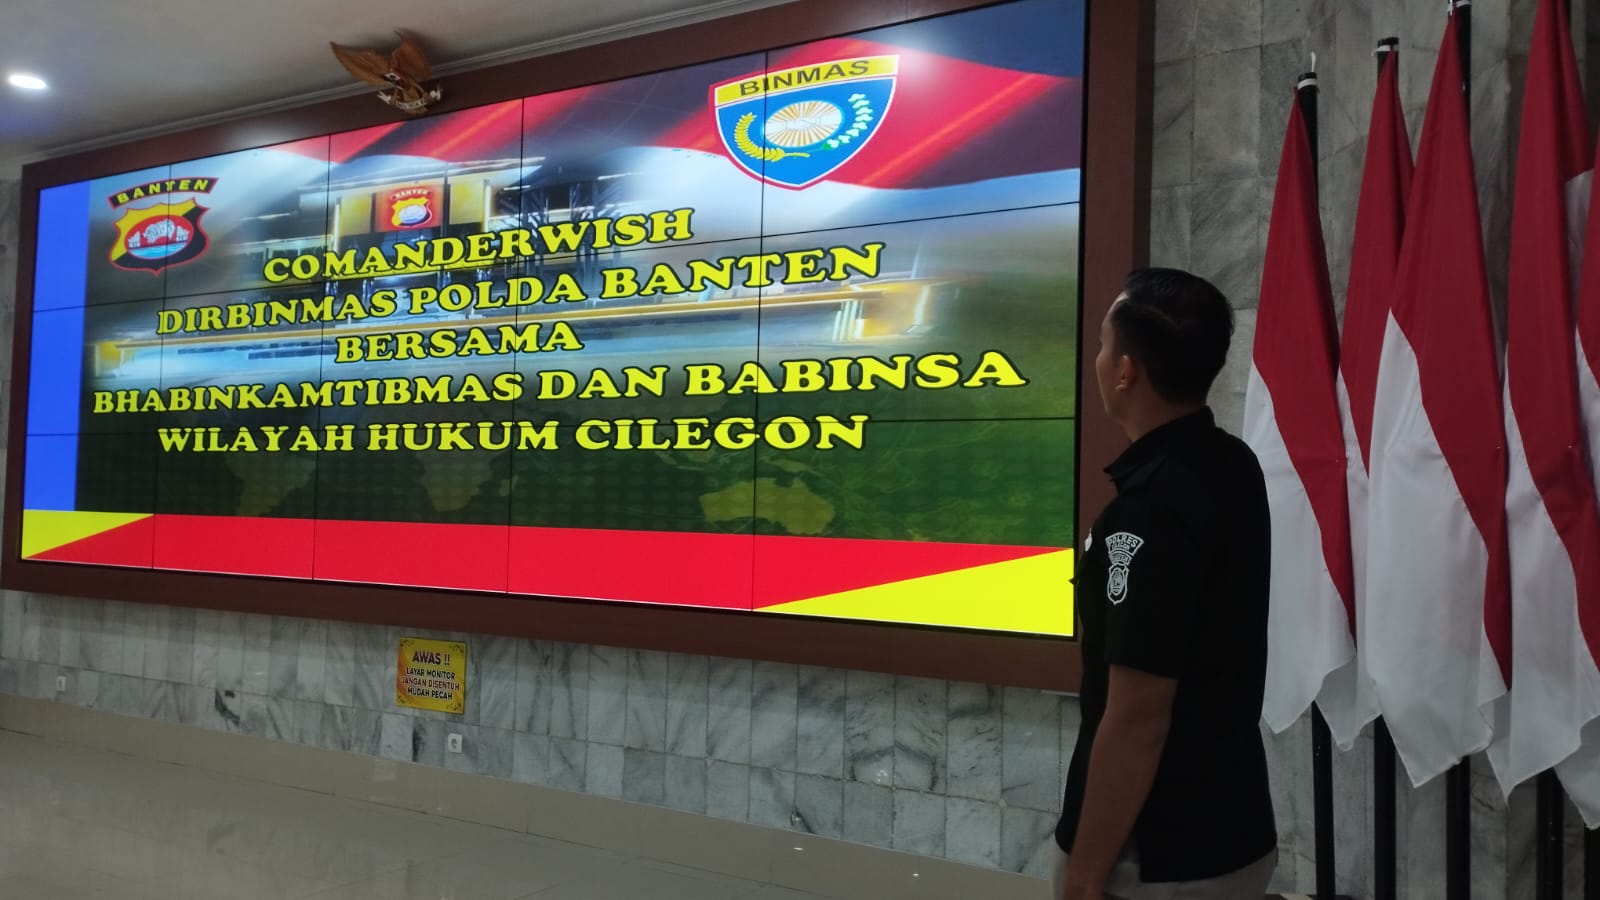 BANTEN
BINMAS
BANTEN
COMANDERWISH
DIRBINMAS POLDA BANTEN
BERSAMA
BHABINKAMTIBMAS DAN BABINSA
WILAYAH HUKUM CILEGON
AWAS !!
LAYAR MONITOR
JANGAN DISENTUH
MUDAH PECAH
POLRES